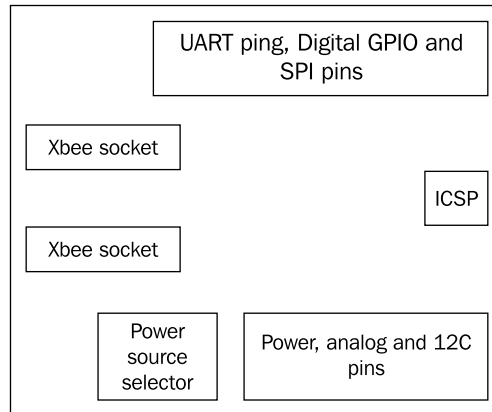 UART ping, Digital GPIO and
SPI pins
Xbee socket
ICSP
Xbee socket
Power
source
selector
Power, analog and 12C
pins